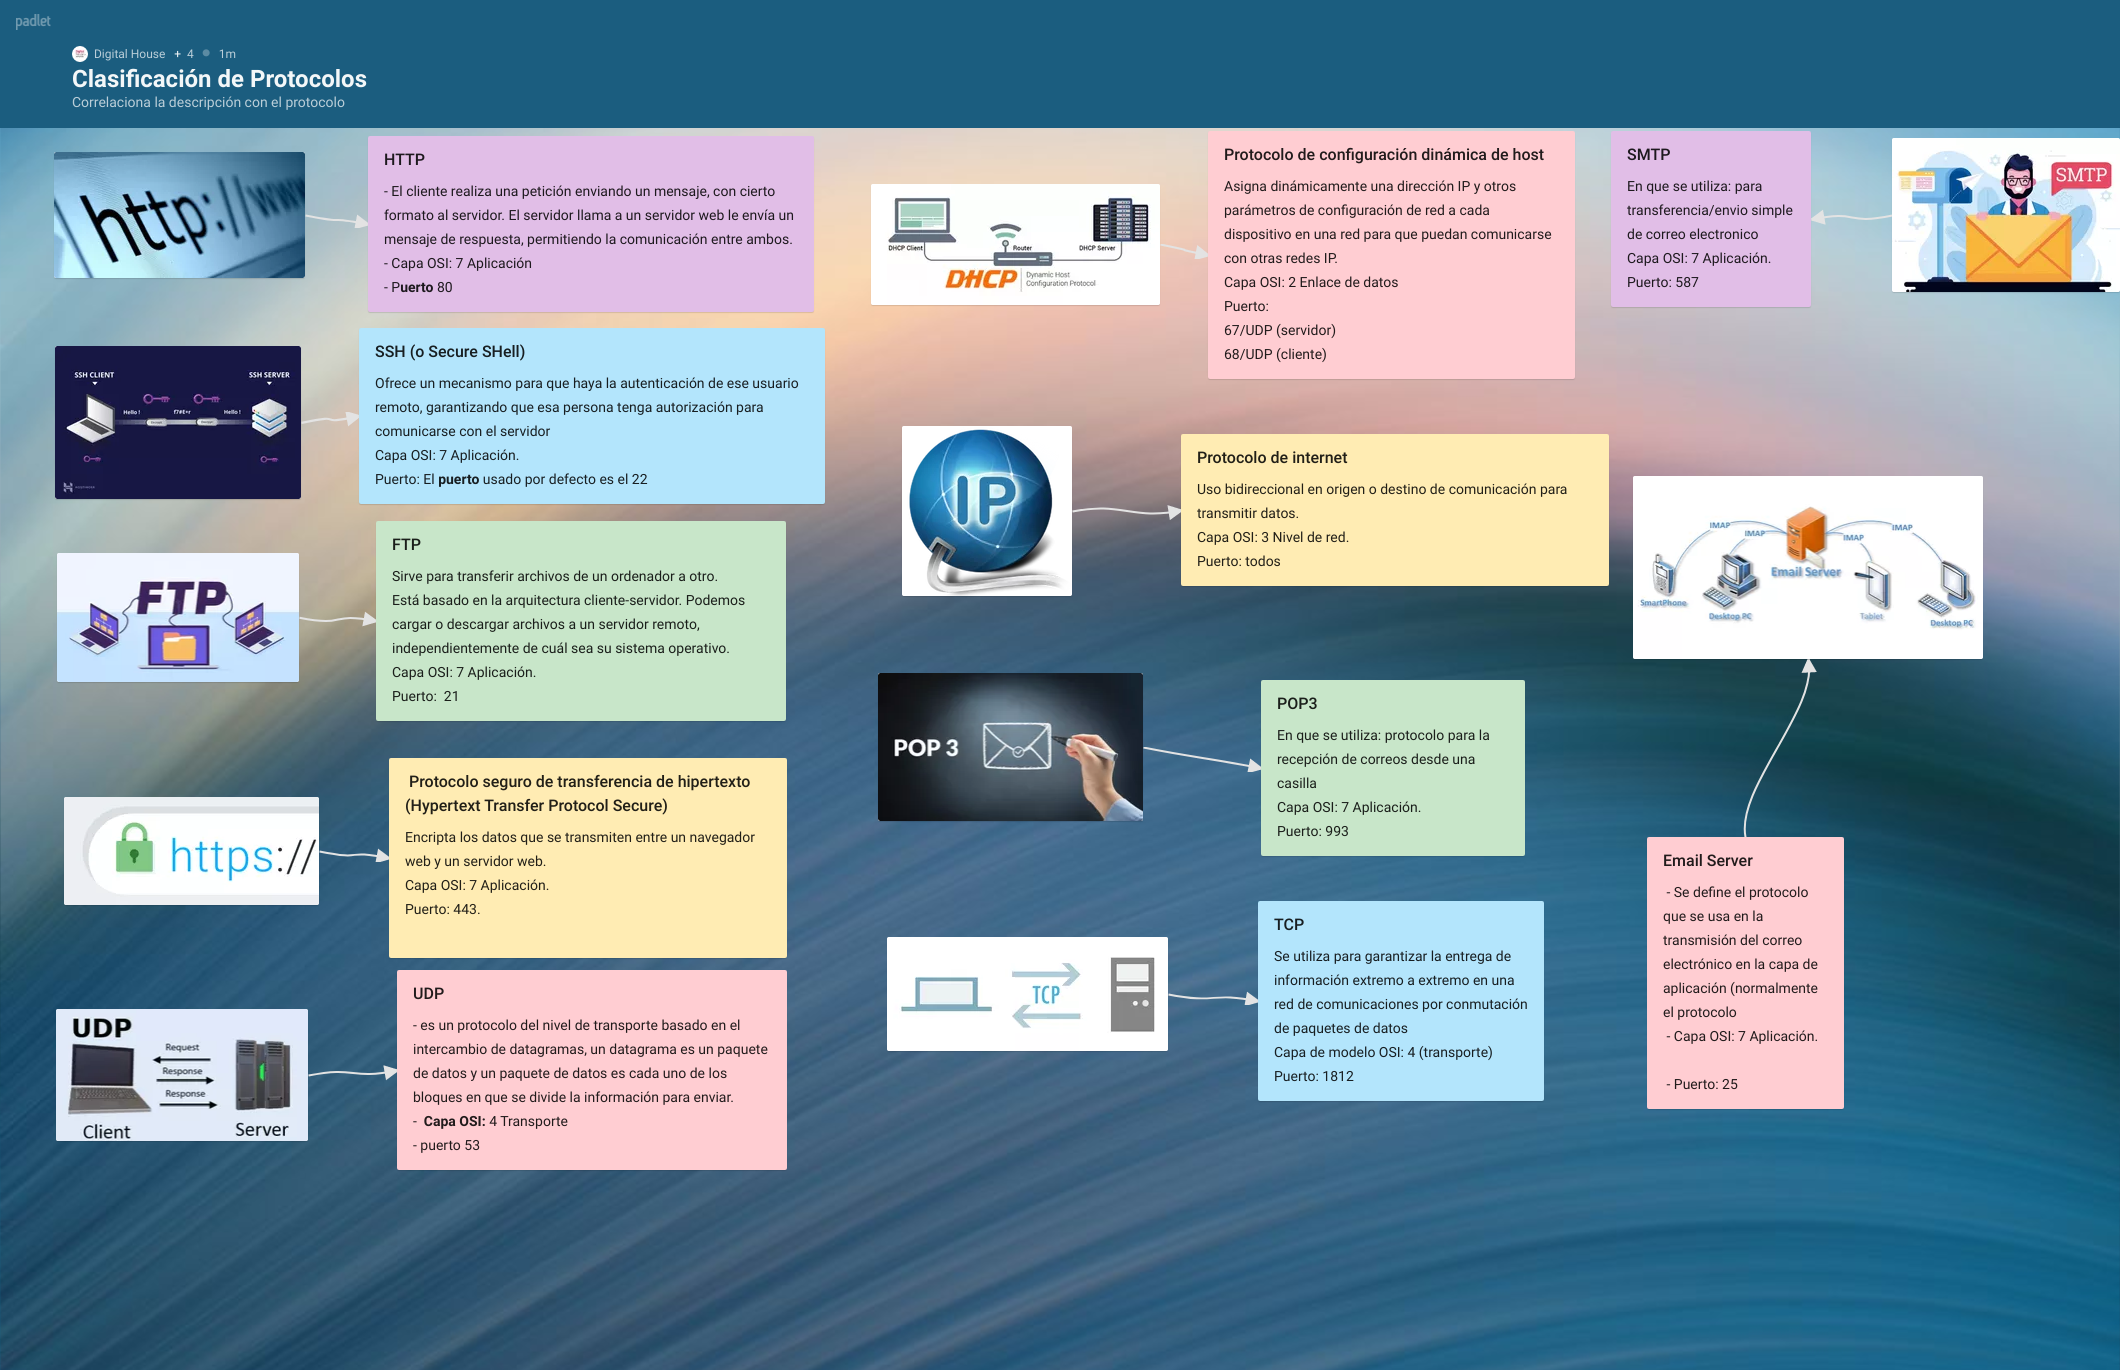 padlet
Digital House + 4 1m
Clasificación de Protocolos
Correlaciona la descripción con el protocolo
http://www
HTTP
- El cliente realiza una petición enviando un mensaje, con cierto
formato al servidor. El servidor llama a un servidor web le envía un
mensaje de respuesta, permitiendo la comunicación entre ambos.
- Capa OSI: 7 Aplicación
- Puerto 80
SSH CLIENT
SSH SERVER
Hello !
Hello !
SSH (o Secure SHell)
Ofrece un mecanismo para que haya la autenticación de ese usuario
remoto, garantizando que esa persona tenga autorización para
comunicarse con el servidor
Capa OSI: 7 Aplicación.
Puerto: El puerto usado por defecto es el 22
FTP
FTP
Sirve para transferir archivos de un ordenador a otro.
Está basado en la arquitectura cliente-servidor. Podemos
cargar o descargar archivos a un servidor remoto,
independientemente de cuál sea su sistema operativo.
Capa OSI: 7 Aplicación.
Puerto: 21
https://
Protocolo seguro de transferencia de hipertexto
(Hypertext Transfer Protocol Secure)
Encripta los datos que se transmiten entre un navegador
web y un servidor web.
Capa OSI: 7 Aplicación.
Puerto: 443.
UDP
Request
Response
Response
Client
Server
UDP
- es un protocolo del nivel de transporte basado en el
intercambio de datagramas, un datagrama es un paquete
de datos y un paquete de datos es cada uno de los
bloques en que se divide la información para enviar.
- Capa OSI: 4 Transporte
- puerto 53
DHCP Client
Router
DHCP Server
DHCP
Dynamic Host
Configuration Protocol
Protocolo de configuración dinámica de host
Asigna dinámicamente una dirección IP y otros
parámetros de configuración de red a cada
dispositivo en una red para que puedan comunicarse
con otras redes IP.
Capa OSI: 2 Enlace de datos
Puerto:
67/UDP (servidor)
68/UDP (cliente)
IP
Protocolo de internet
Uso bidireccional en origen o destino de comunicación para
transmitir datos.
Capa OSI: 3 Nivel de red.
Puerto: todos
POP 3
POP3
En que se utiliza: protocolo para la
recepción de correos desde una
casilla
Capa OSI: 7 Aplicación.
Puerto: 993
TCP
TCP
Se utiliza para garantizar la entrega de
información extremo a extremo en una
red de comunicaciones por conmutación
de paquetes de datos
Capa de modelo OSI: 4 (transporte)
Puerto: 1812
SMTP
En que se utiliza: para
transferencia/envio simple
de correo electronico
Capa OSI: 7 Aplicación.
Puerto: 587
SMTP
IMAP
IMAP
IMAP
IMAP
Email Server
SmartPhone
Desktop PC
Tablet
Desktop PC
Email Server
- Se define el protocolo
que se usa en la
transmisión del correo
electrónico en la capa de
aplicación (normalmente
el protocolo
- Capa OSI: 7 Aplicación.
- Puerto: 25